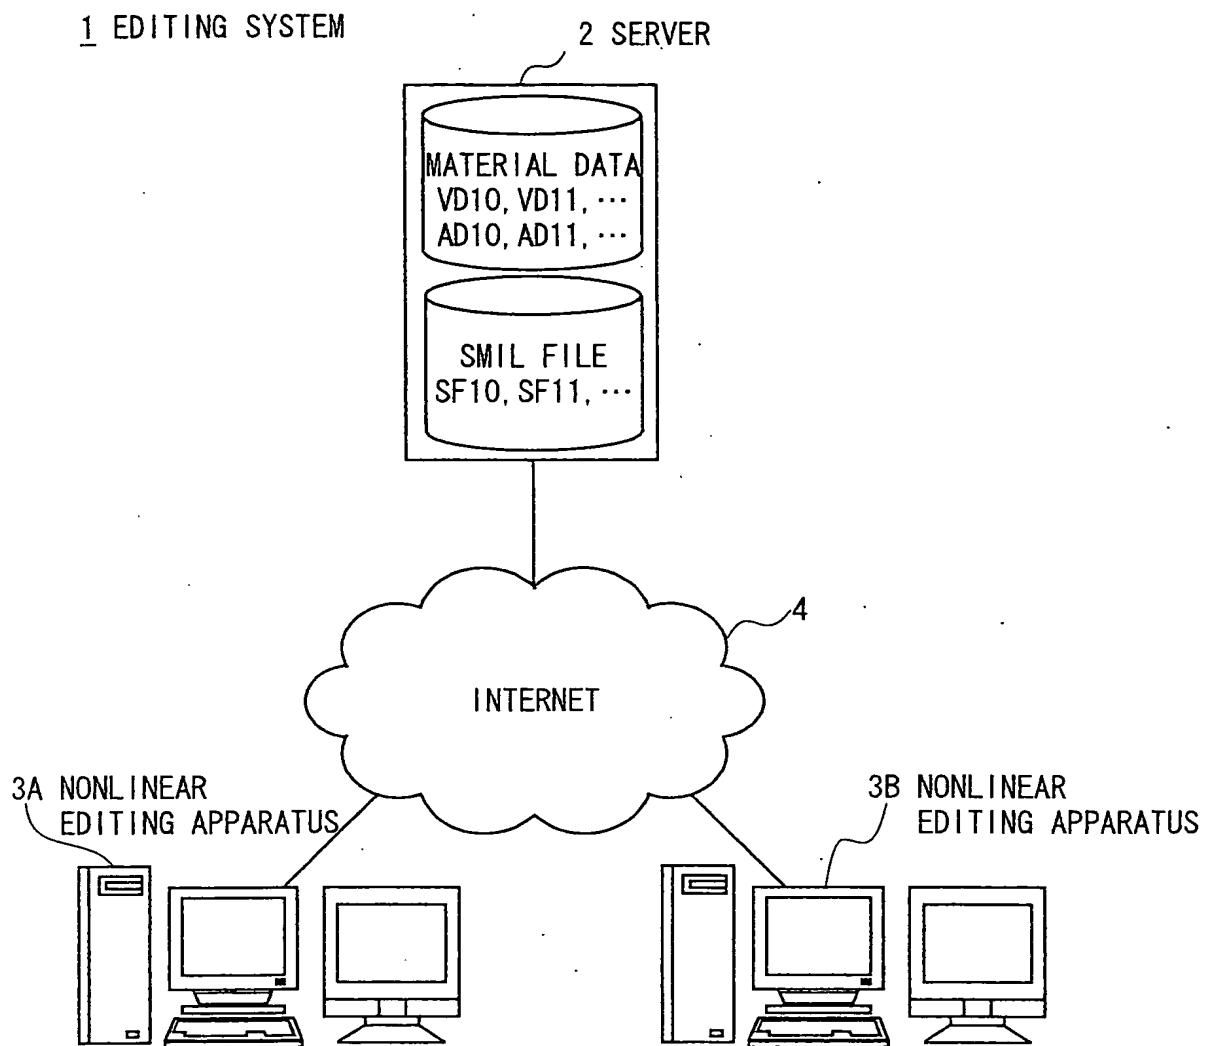 1 EDITING SYSTEM
2 SERVER
MATERIAL DATA
VD10, VD11, ···
AD10, AD11, ···
SMIL FILE
SF10, SF11, ···
4
INTERNET
3A NONLINEAR
EDITING APPARATUS
3B NONLINEAR
EDITING APPARATUS